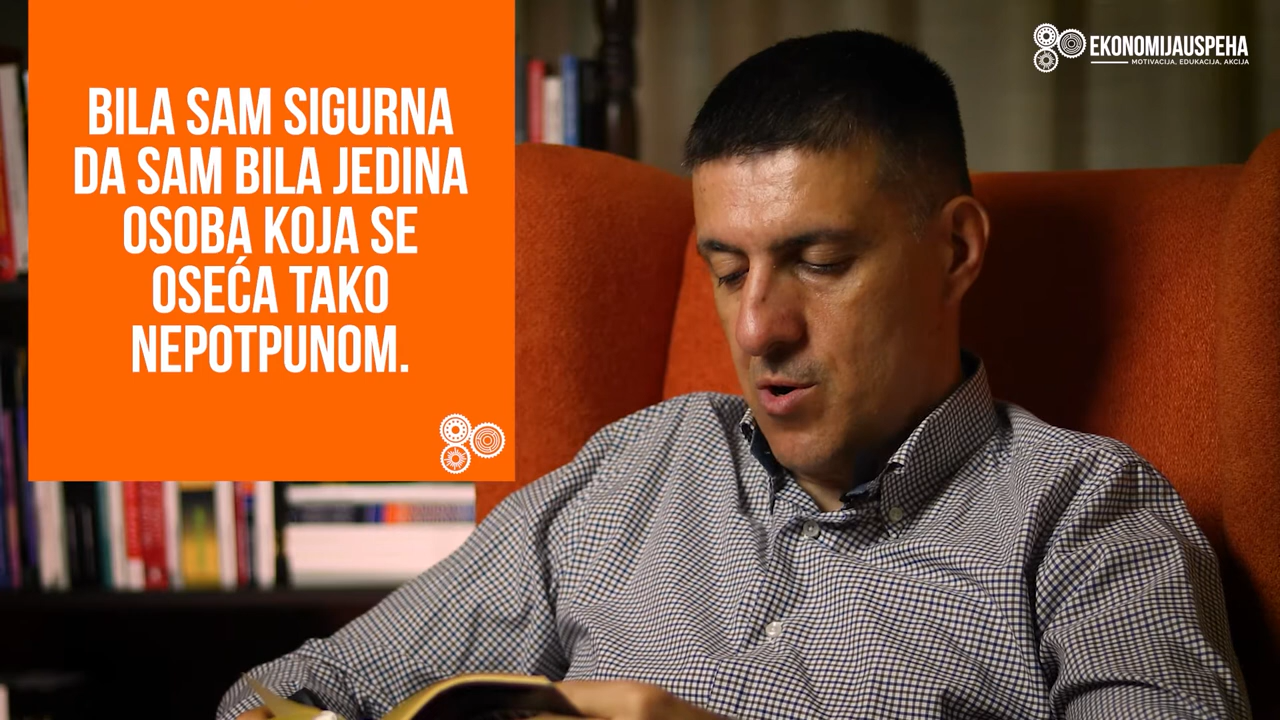 BILA SAM SIGURNA
DA SAM BILA JEDINA
OSOBA KOJA SE
OSEĆA TAKO
NEPOTPUNOM.
EKONOMIJAUSPEHA
MOTIVACIJA, EDUKACIJA, AKCIJA